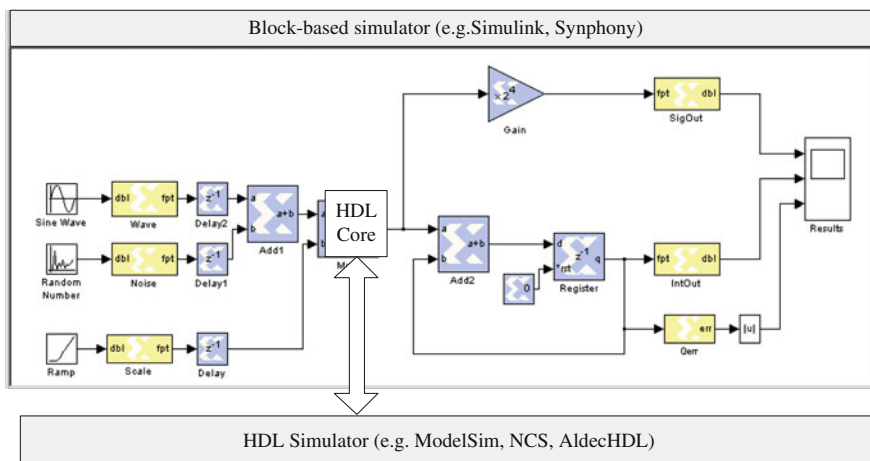 Block-based simulator (e.g.Simulink, Synphony)
×2^4
Gain
fpt dbl
SigOut
Results
Sine Wave
dbl fpt
Wave
z^-1
Delay2
a
b
a+b
Add1
a
b
M
HDL
Core
Random
Number
dbl fpt
Noise
z^-1
Delay1
Ramp
dbl fpt
Scale
z^-1
Delay
a
b
a+b
Add2
0
d
rst
z^-1
q
Register
fpt dbl
IntOut
err
Qerr
|u|
HDL Simulator (e.g. ModelSim, NCS, AldecHDL)